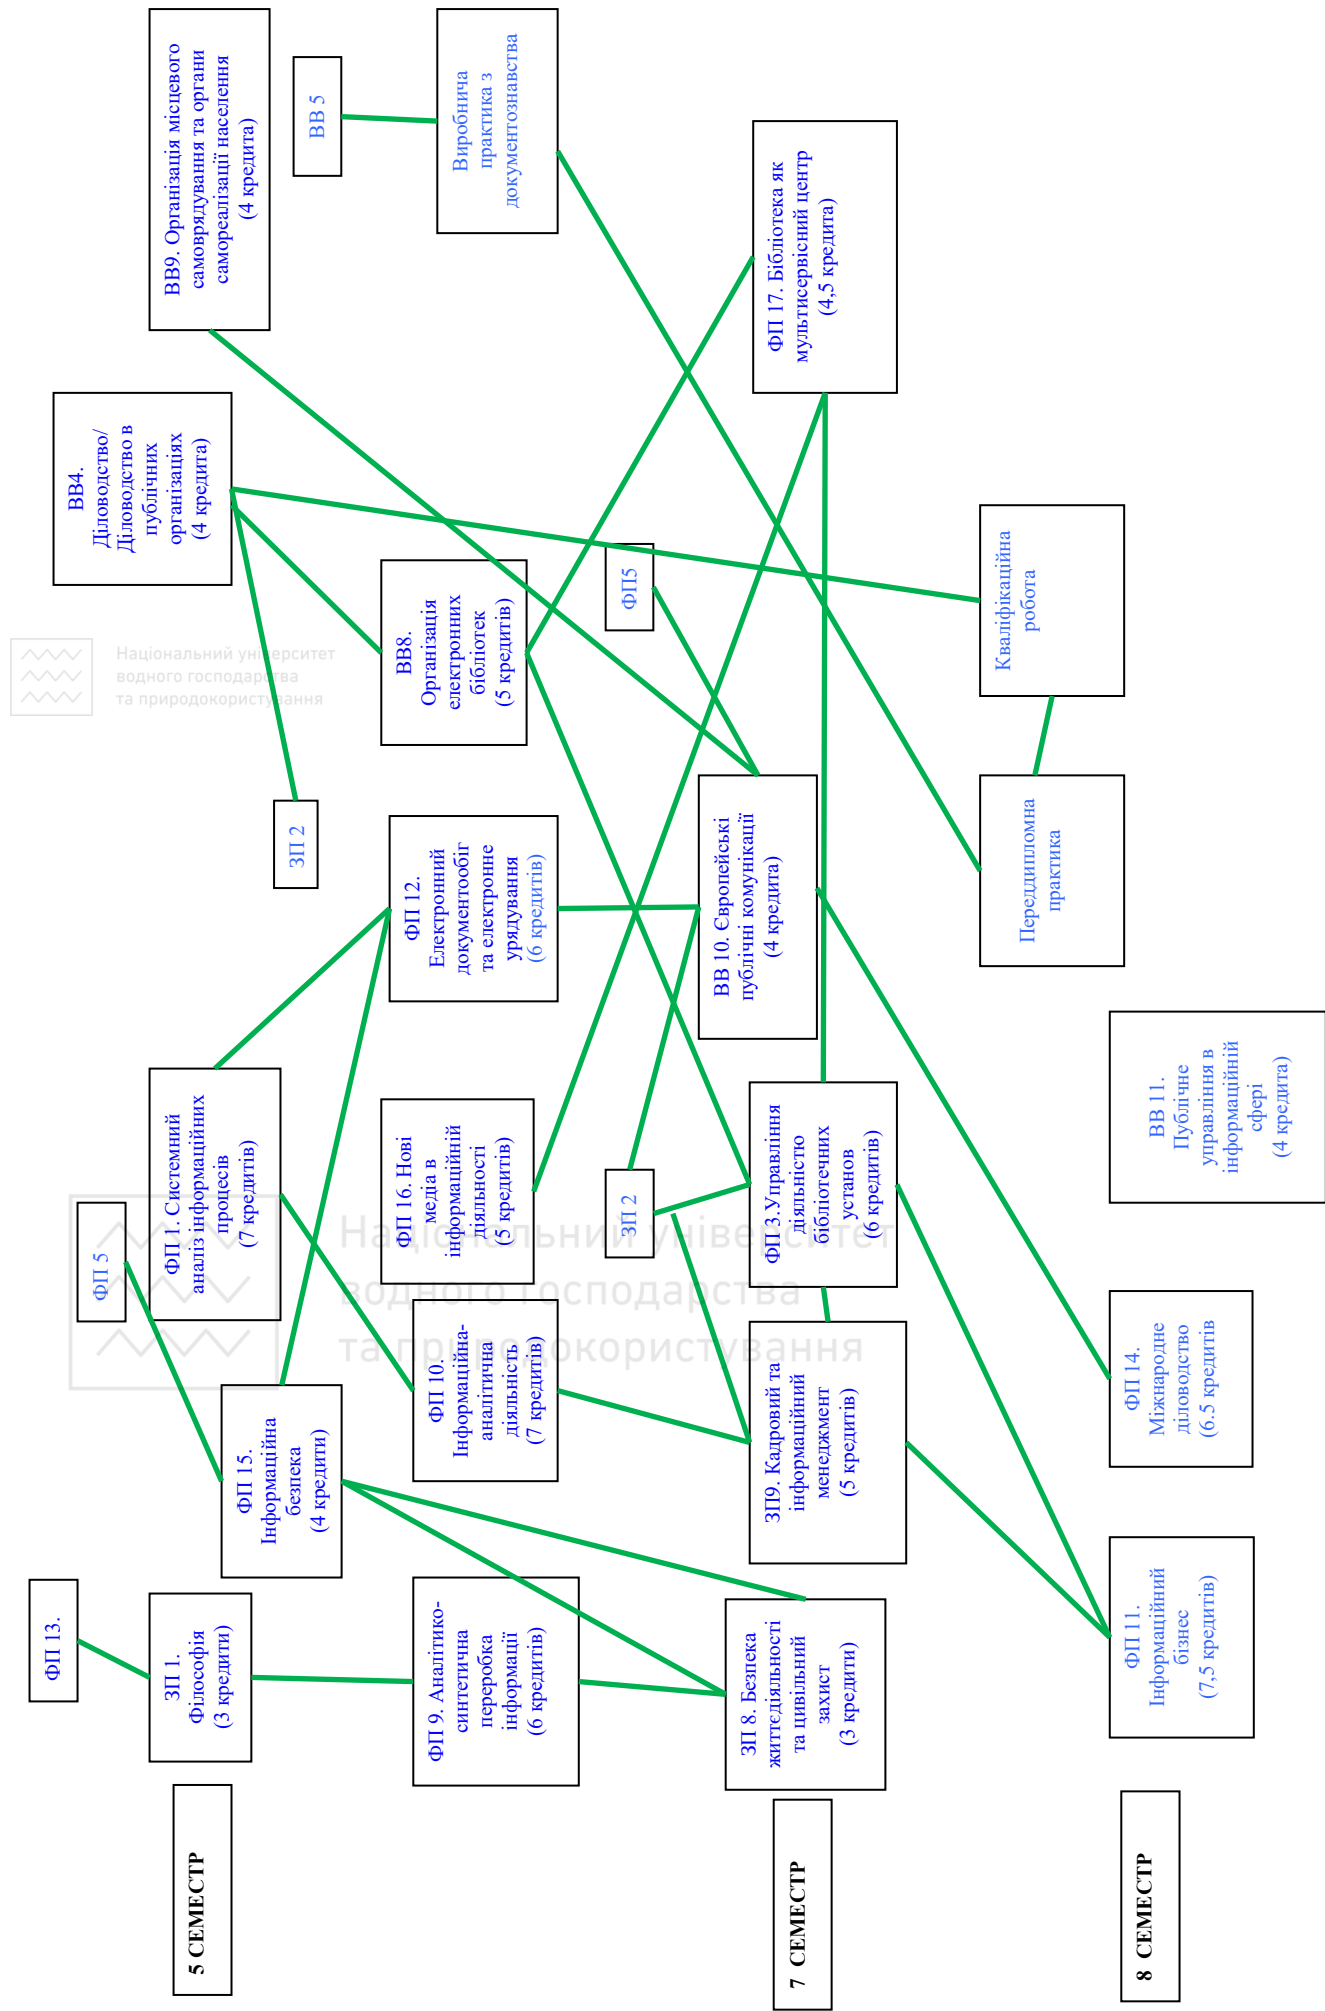 5 СЕМЕСТР
ФП 13.
ЗП 1.
Філософія
(3 кредити)
ФП 5
ФП 15.
Інформаційна
безпека
(4 кредити)
ФП 1. Системний
аналіз інформаційних
процесів
(7 кредитів)
ЗП 2
ВВ4.
Діловодство/
Діловодство в
публічних
організаціях
(4 кредита)
ВВ9. Організація місцевого
самоврядування та органи
самореалізації населення
(4 кредита)
ВВ 5
ФП 9. Аналітико-
синтетична
переробка
інформації
(6 кредитів)
ФП 10.
Інформаційна-
аналітична
діяльність
(7 кредитів)
ФП 16. Нові
медіа в
інформаційній
діяльності
(5 кредитів)
ФП 12.
Електронний
документообіг
та електронне
урядування
(6 кредитів)
ВВ8.
Організація
електронних
бібліотек
(5 кредитів)
Виробнича
практика з
документознавства
7 СЕМЕСТР
ЗП 8. Безпека
життєдіяльності
та цивільний
захист
(3 кредити)
ЗП9. Кадровий та
інформаційний
менеджмент
(5 кредитів)
ЗП 2
ФП 3.Управління
діяльністю
бібліотечних
установ
(6 кредитів)
ВВ 10. Європейські
публічні комунікації
(4 кредита)
ФП5
ФП 17. Бібліотека як
мультисервісний центр
(4,5 кредита)
8 СЕМЕСТР
ФП 11.
Інформаційний
бізнес
(7,5 кредитів)
ФП 14.
Міжнародне
діловодство
(6.5 кредитів
ВВ 11.
Публічне
управління в
інформаційній
сфері
(4 кредита)
Переддипломна
практика
Кваліфікаційна
робота
Національний університет
водного господарства
та природокористування
Національний університет
водного господарства
та природокористування